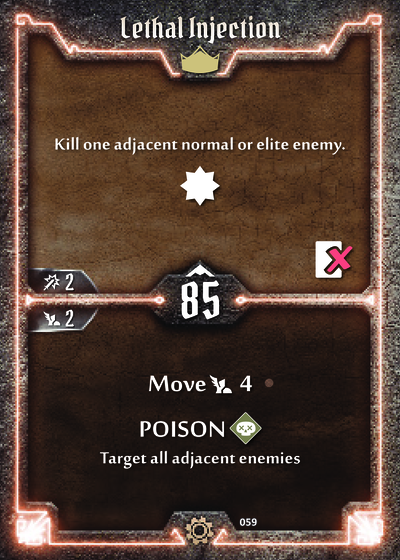 Lethal Injection
Kill one adjacent normal or elite enemy.
2
85
2
Move 4
POISON
Target all adjacent enemies
059